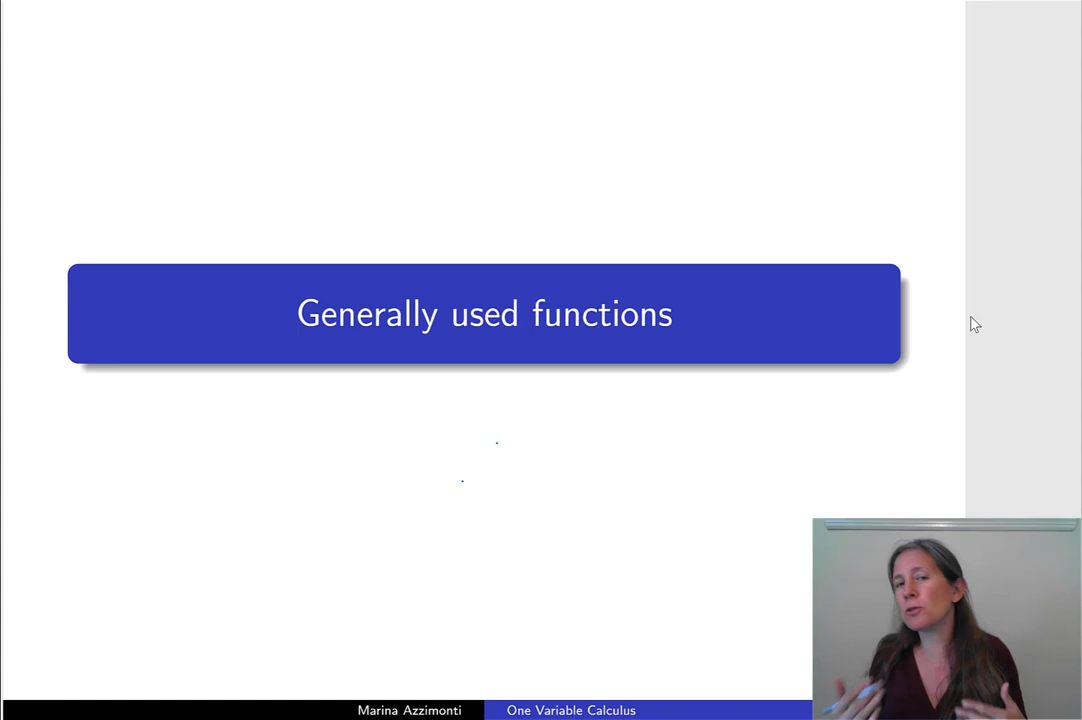 Generally used functions
Marina Azzimonti
One Variable Calculus